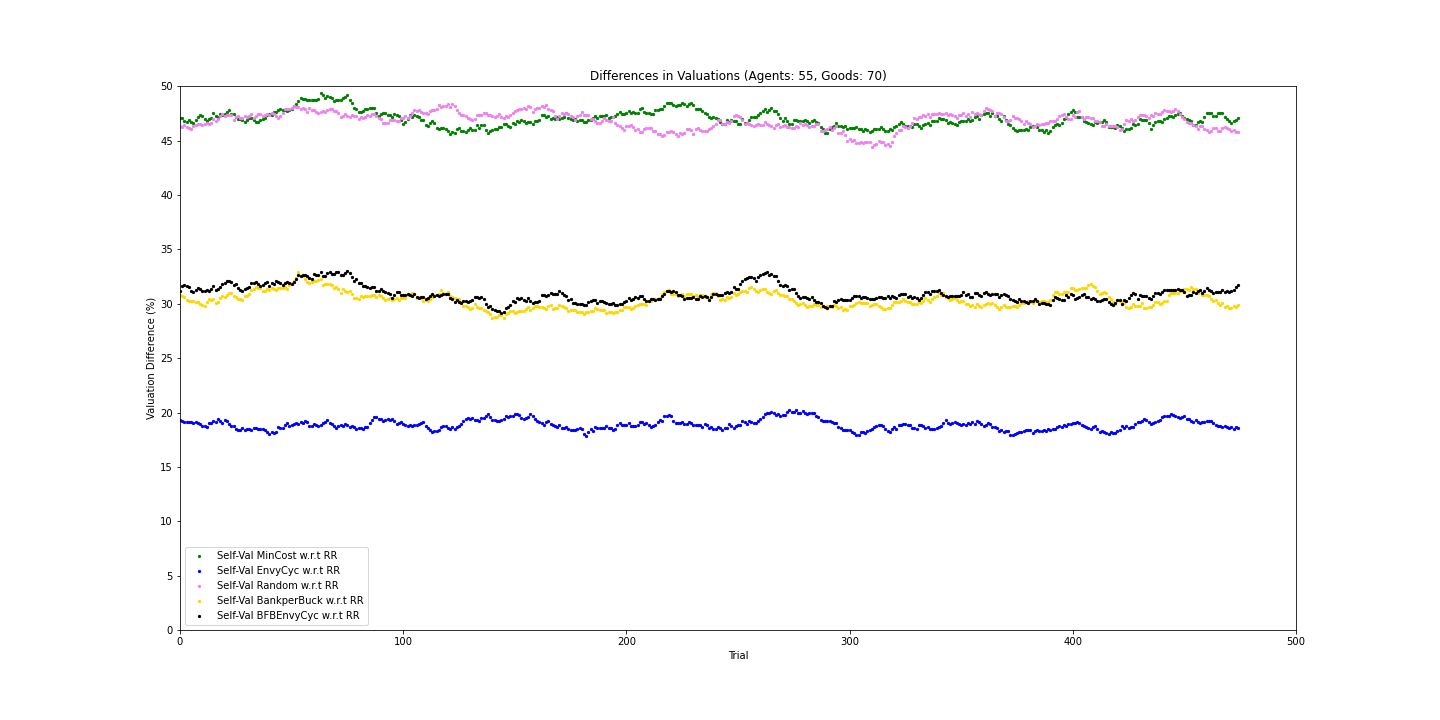 Differences in Valuations (Agents: 55, Goods: 70)
50
45
40
35
30
25
20
15
10
5
0
Valuation Difference (%)
Self-Val MinCost w.r.t RR
Self-Val EnvyCyc w.r.t RR
Self-Val Random w.r.t RR
Self-Val BankperBuck w.r.t RR
Self-Val BFBEnvyCyc w.r.t RR
0 100 200 300 400 500
Trial